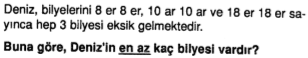 Deniz, bilyelerini 8 er 8 er, 10 ar 10 ar ve 18 er 18 er sa-
yınca hep 3 bilyesi eksik gelmektedir.
Buna göre, Deniz'in en az kaç bilyesi vardır?